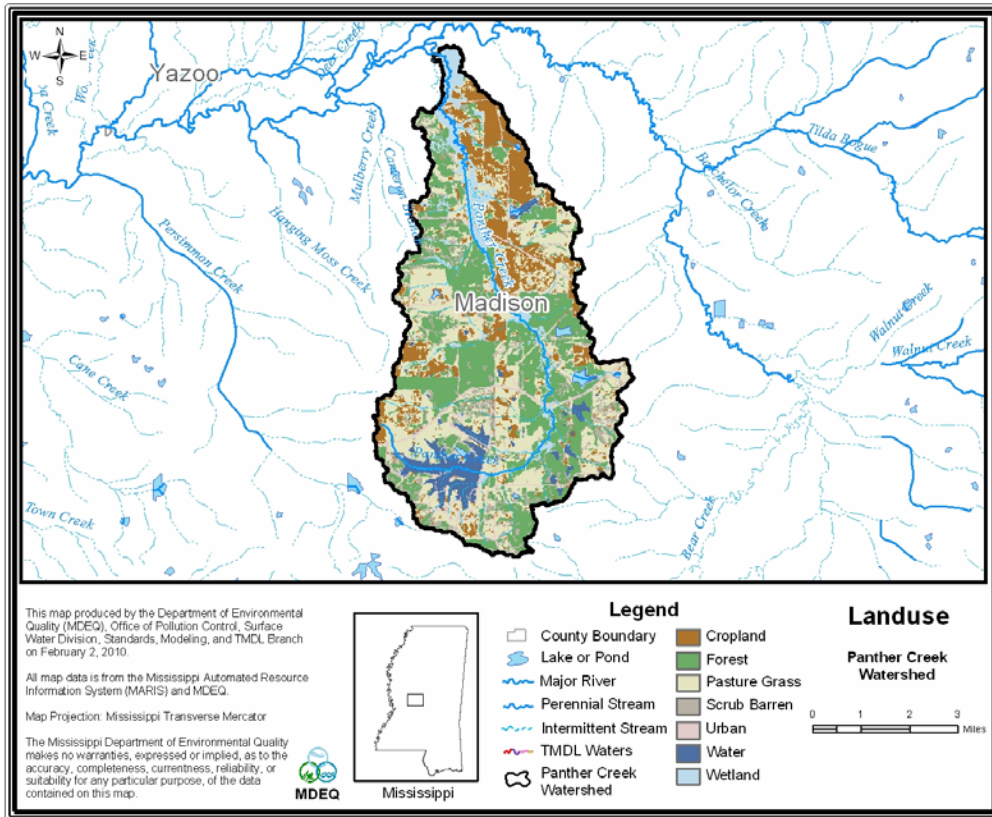 N
W E
S
Yazoo
Deer Creek
Mulberry Creek
Hanging Moss Creek
Persimmon Creek
Cane Creek
Town Creek
Panther Creek
Madison
Tilda Bogue
Batchelor Creek
Walnut Creek
Walnut Creek
Bear Creek
This map produced by the Department of Environmental
Quality (MDEQ), Office of Pollution Control, Surface
Water Division, Standards, Modeling, and TMDL Branch
on February 2, 2010.
All map data is from the Mississippi Automated Resource
Information System (MARIS) and MDEQ.
Map Projection: Mississippi Transverse Mercator
The Mississippi Department of Environmental Quality
makes no warranties, expressed or implied, as to the
accuracy, completeness, currentness, reliability, or
suitability for any particular purpose, of the data
contained on this map.
MDEQ
Mississippi
Legend
County Boundary
Lake or Pond
Major River
Perennial Stream
Intermittent Stream
TMDL Waters
Panther Creek
Watershed
Cropland
Forest
Pasture Grass
Scrub Barren
Urban
Water
Wetland
Landuse
Panther Creek
Watershed
0 1 2 3
Miles